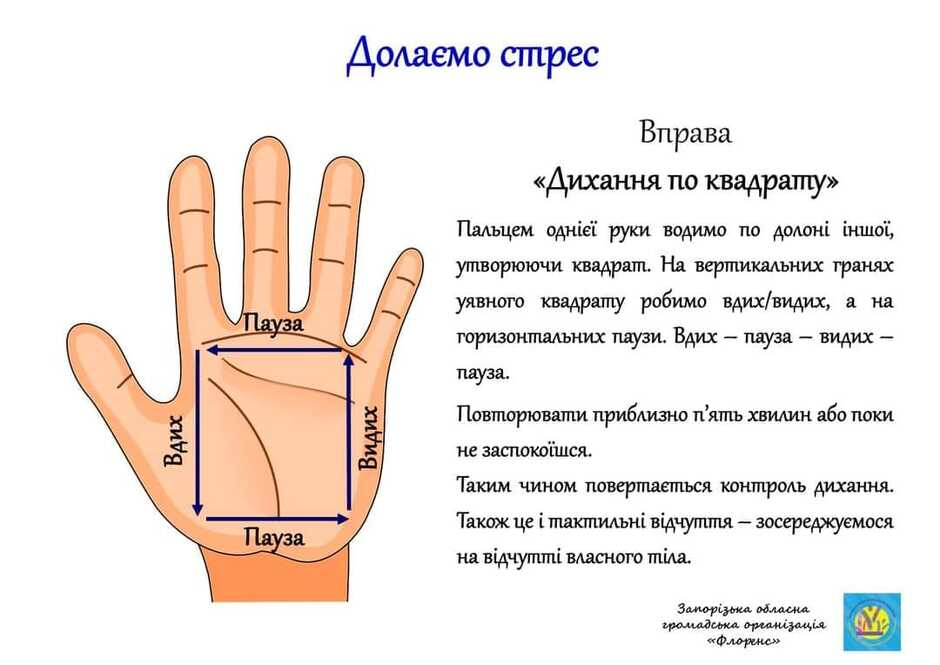 Долаємо стрес
Вправа
«Дихання по квадрату»
Пальцем однієї руки водимо по долоні іншої,
утворюючи квадрат. На вертикальних гранях
уявного квадрату робимо вдих/видих, а на
горизонтальних паузи. Вдих – пауза – видих –
пауза.
Повторювати приблизно п’ять хвилин або поки
не заспокоїшся.
Таким чином повертається контроль дихання.
Також це і тактильні відчуття – зосереджуємося
на відчутті власного тіла.
Пауза
Вдих
Видих
Пауза
Запорізька обласна
громадська організація
«Флоренс»